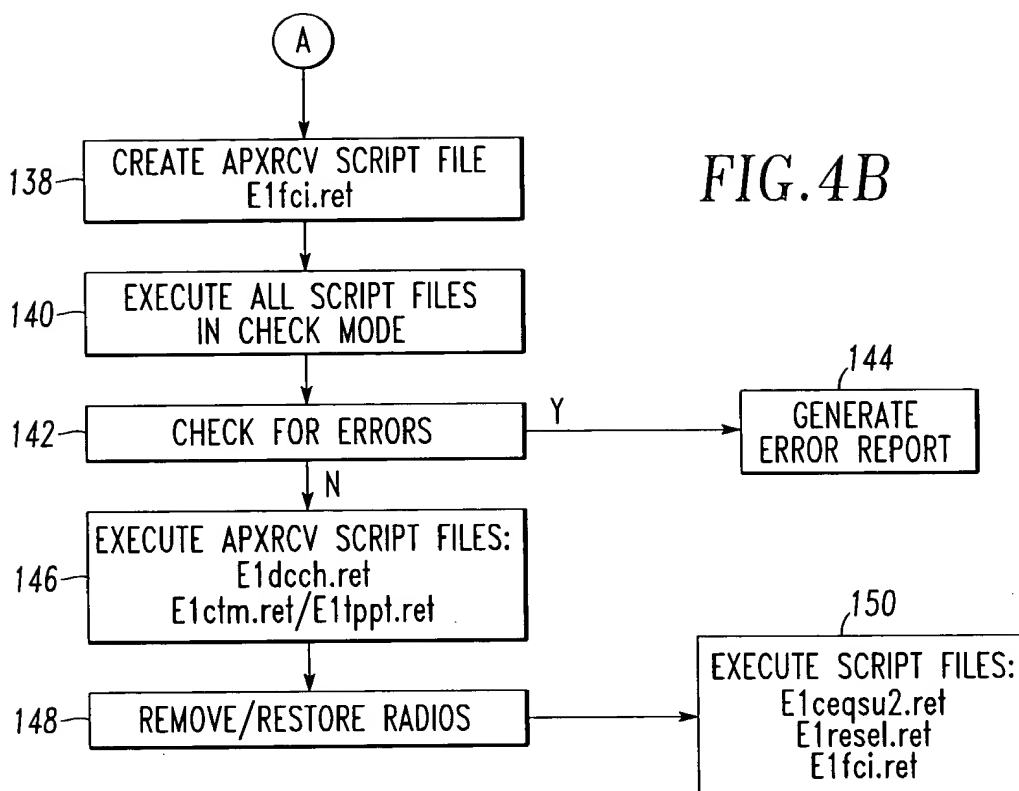 A
138
CREATE APXRCV SCRIPT FILE
E1fci.ret
FIG.4B
140
EXECUTE ALL SCRIPT FILES
IN CHECK MODE
142
CHECK FOR ERRORS
Y
144
GENERATE
ERROR REPORT
N
146
EXECUTE APXRCV SCRIPT FILES:
E1dcch.ret
E1ctm.ret/E1tppt.ret
148
REMOVE/RESTORE RADIOS
150
EXECUTE SCRIPT FILES:
E1ceqsu2.ret
E1resel.ret
E1fci.ret